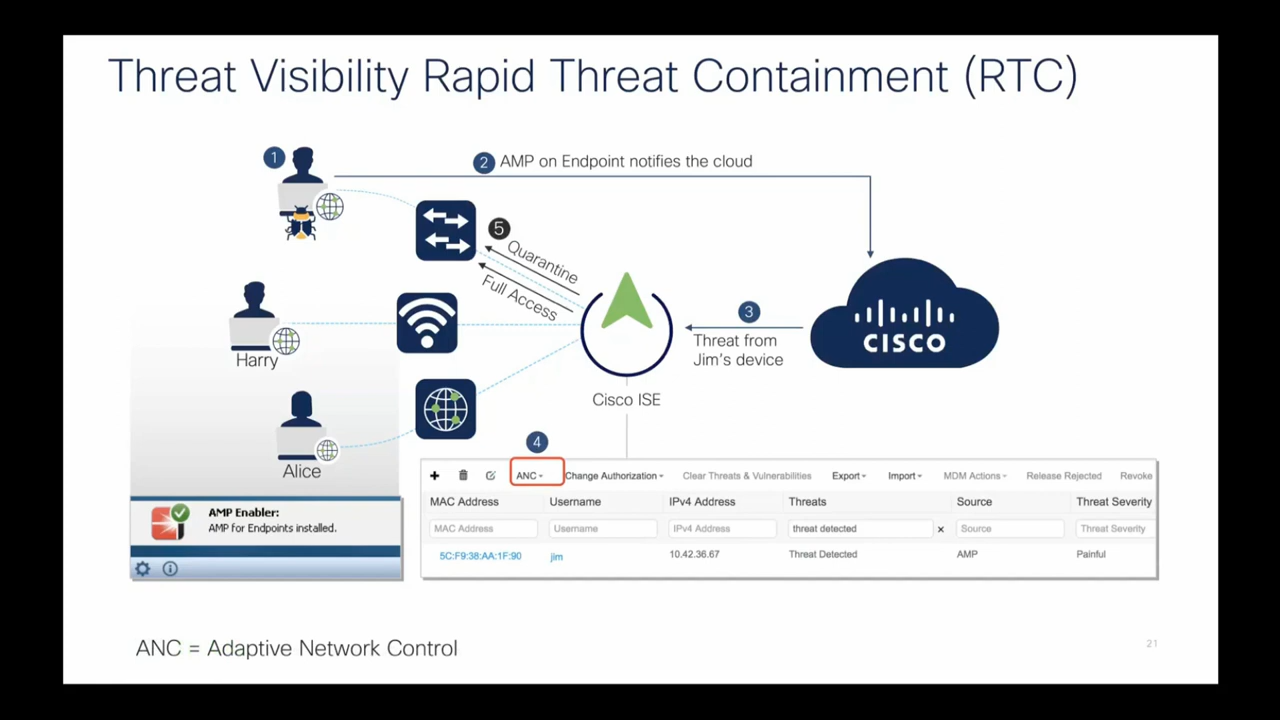 Threat Visibility Rapid Threat Containment (RTC)
1
2 AMP on Endpoint notifies the cloud
5
Quarantine
Full Access
3
Threat from
Jim's device
CISCO
Harry
Cisco ISE
Alice
4
AMP Enabler:
AMP for Endpoints installed.
ANC Change Authorization Clear Threats & Vulnerabilities Export Import MDM Actions Release Rejected Revoke
MAC Address Username IPv4 Address Threats Source Threat Severity
MAC Address Username IPv4 Address threat detected x Source Threat Severity
5C:F9:38:AA:1F:90 jim 10.42.36.67 Threat Detected AMP Painful
ANC = Adaptive Network Control
21